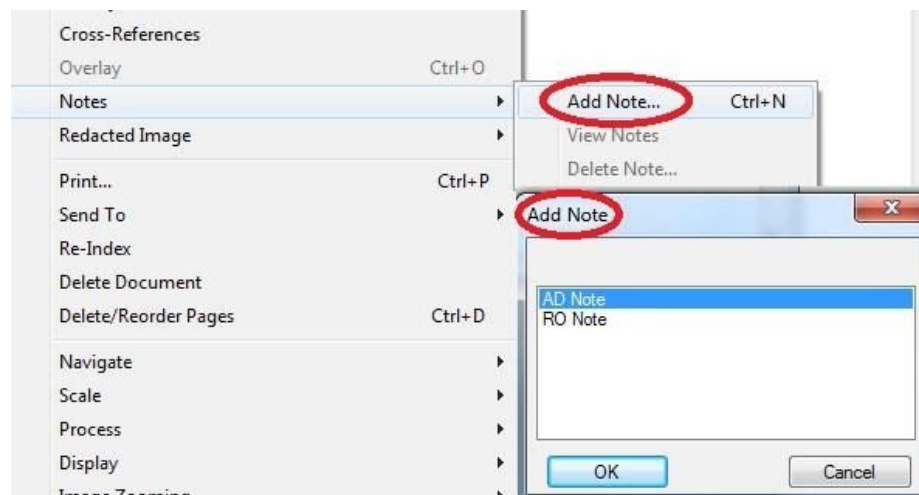 Cross-References
Overlay Ctrl+O
Notes
Redacted Image
Print... Ctrl+P
Send To
Re-Index
Delete Document
Delete/Reorder Pages Ctrl+D
Navigate
Scale
Process
Display
Image Zooming
Add Note... Ctrl+N
View Notes
Delete Note...
Add Note
AD Note
RO Note
OK Cancel